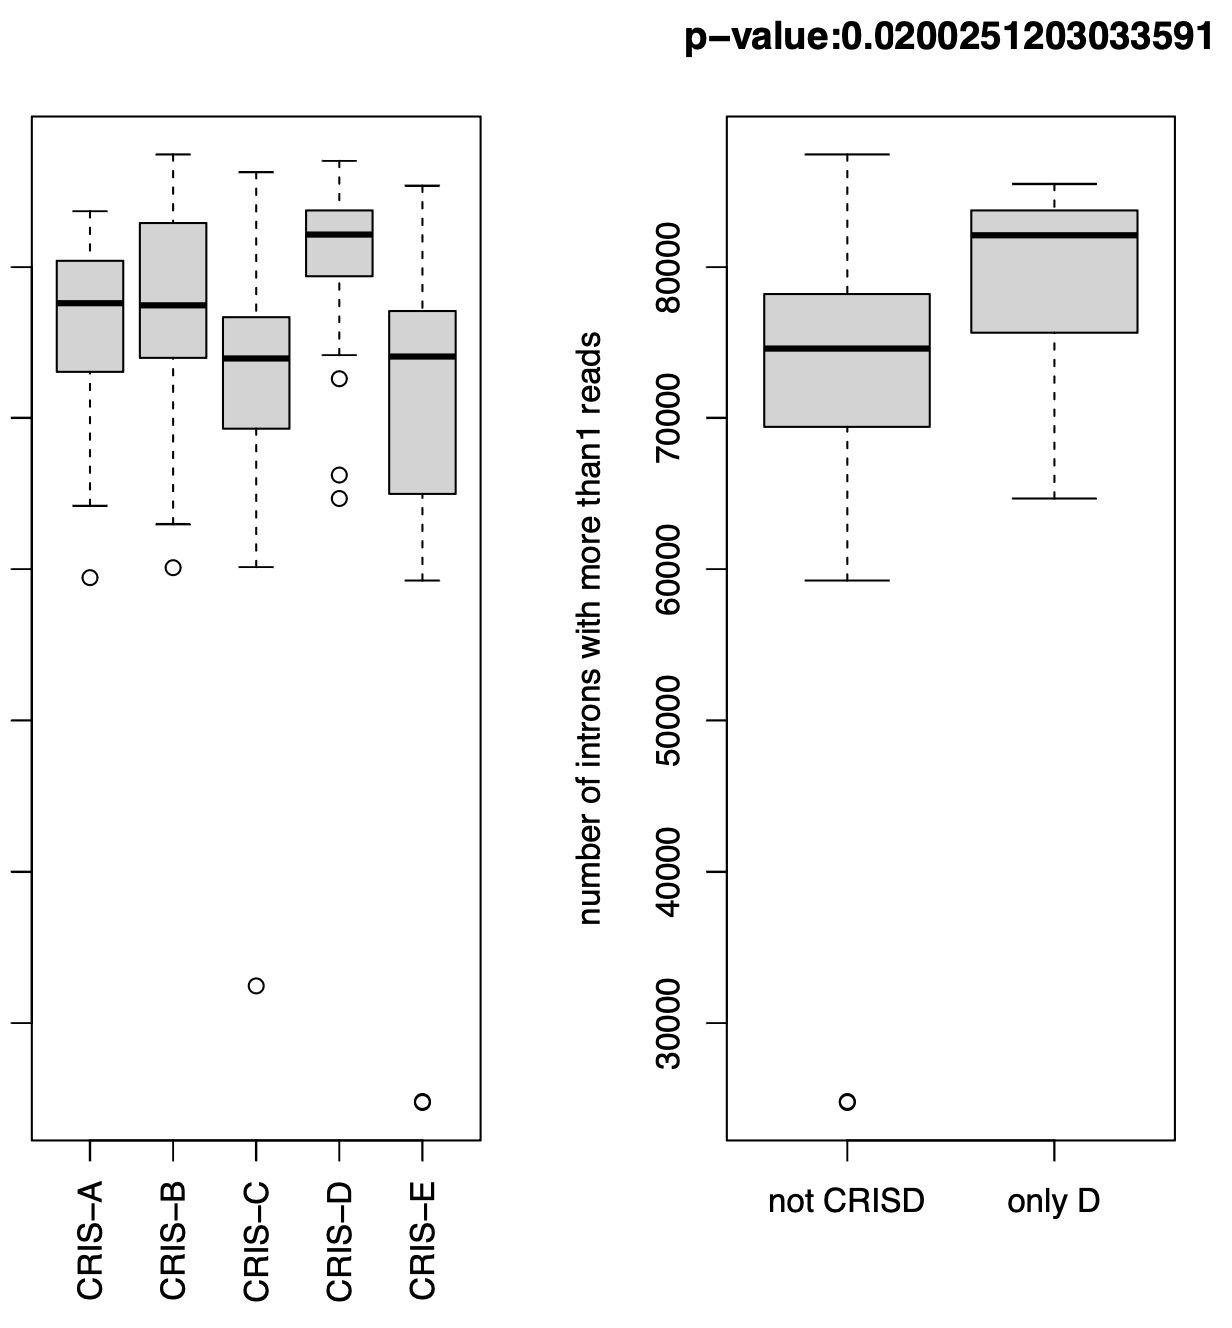 p-value:0.0200251203033591
CRIS-A
CRIS-B
CRIS-C
CRIS-D
CRIS-E
number of introns with more than1 reads
80000
70000
60000
50000
40000
30000
not CRISD
only D